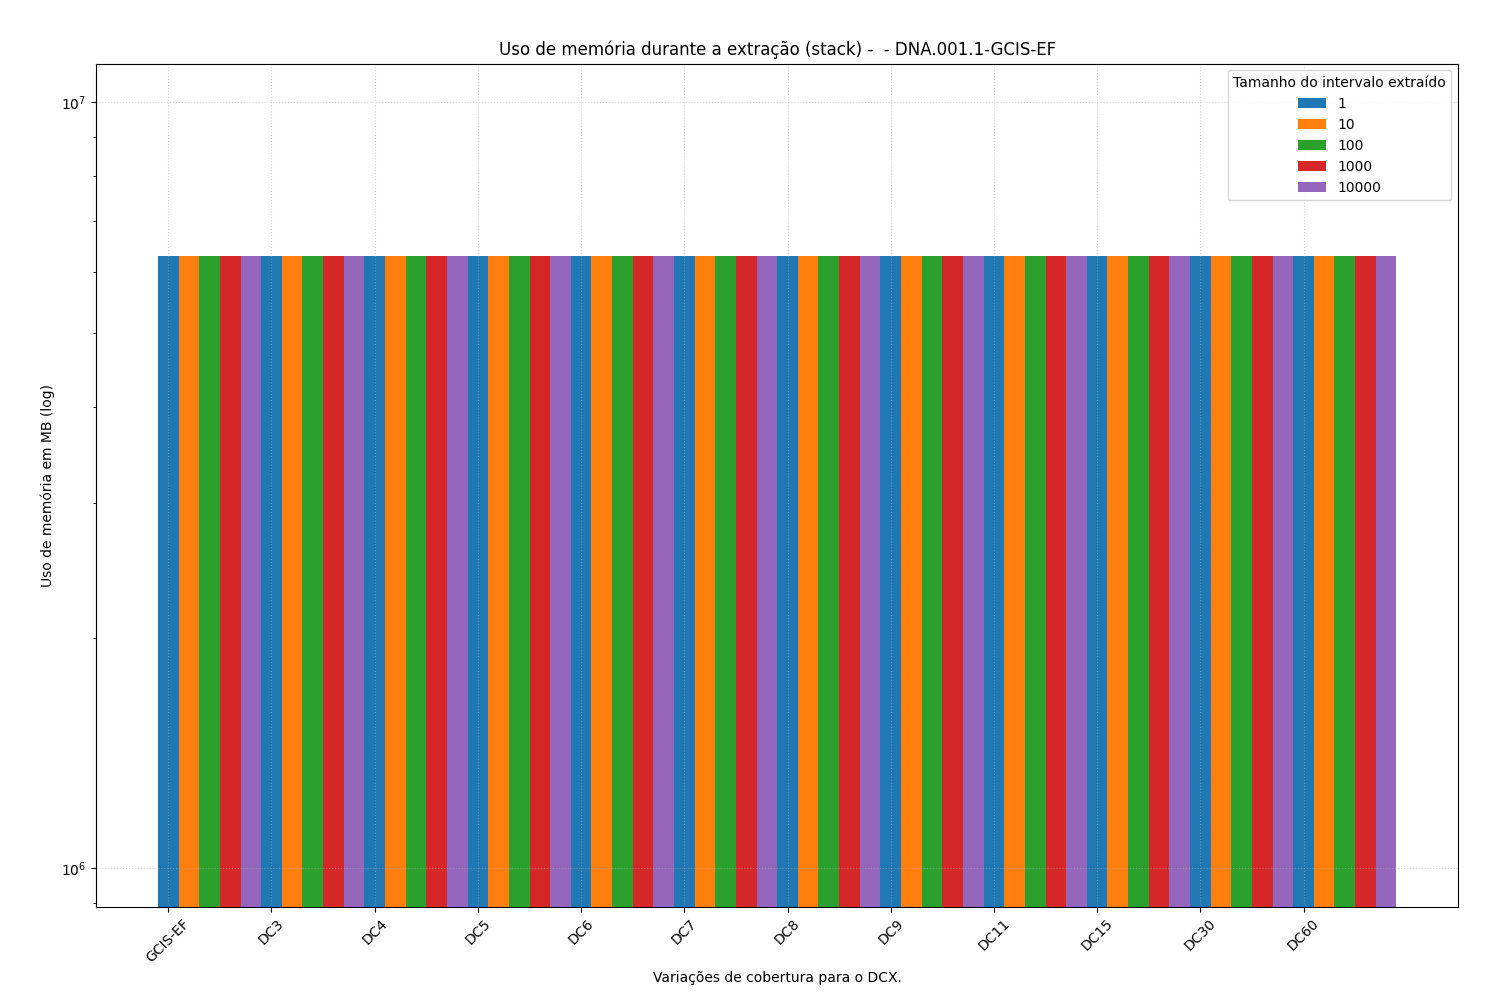 Uso de memória durante a extração (stack) -  - DNA.001.1-GCIS-EF
Tamanho do intervalo extraído
1
10
100
1000
10000
10⁷
10⁶
Uso de memória em MB (log)
GCIS-EF DC3 DC4 DC5 DC6 DC7 DC8 DC9 DC11 DC15 DC30 DC60
Variações de cobertura para o DCX.